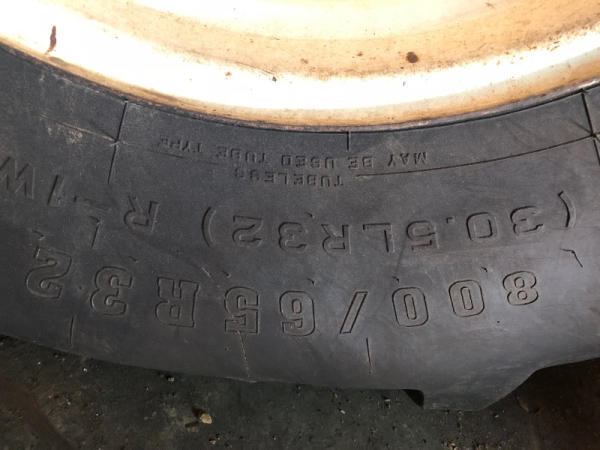 800/65R32
(30.5LR32) R-1W
TUBELESS
MAY BE USED TUBE TYPE